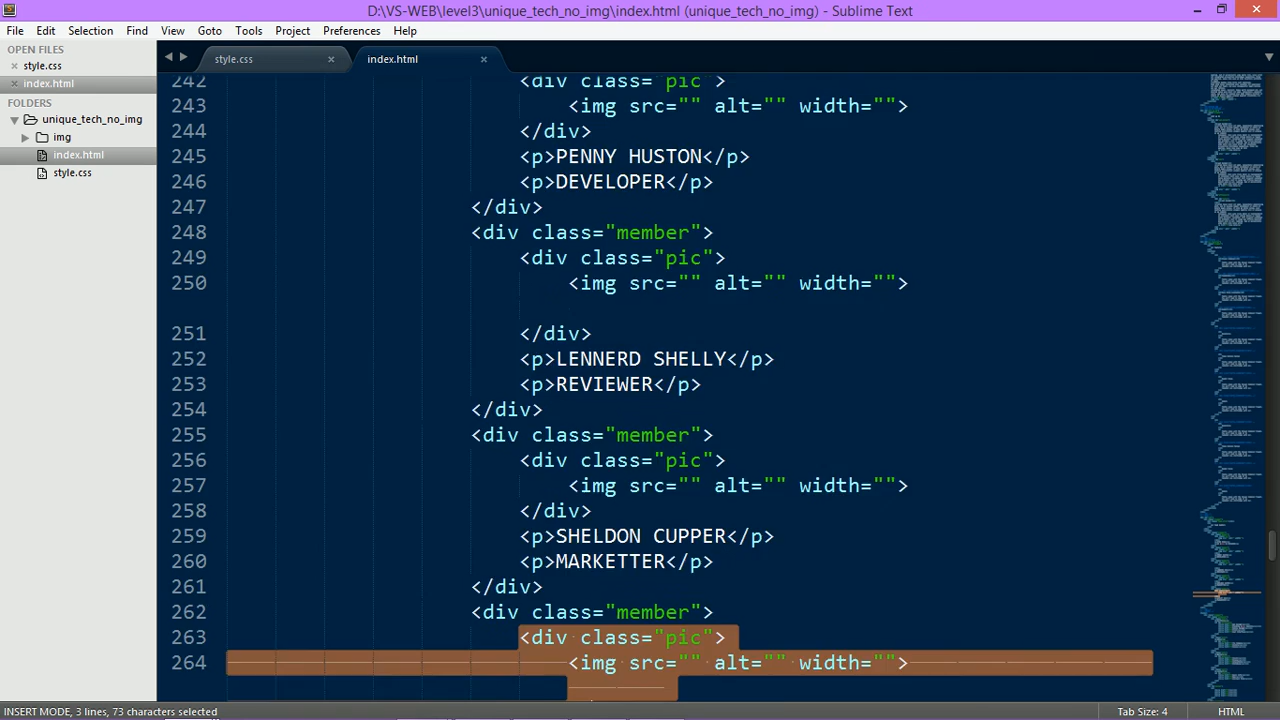 D:\VS-WEB\level3\unique_tech_no_img\index.html (unique_tech_no_img) - Sublime Text
File Edit Selection Find View Goto Tools Project Preferences Help
OPEN FILES
style.css
index.html
FOLDERS
unique_tech_no_img
img
index.html
style.css
style.css index.html
242 <div class="pic">
243 <img src="" alt="" width="">
244 </div>
245 <p>PENNY HUSTON</p>
246 <p>DEVELOPER</p>
247 </div>
248 <div class="member">
249 <div class="pic">
250 <img src="" alt="" width="">
251 </div>
252 <p>LENNERD SHELLY</p>
253 <p>REVIEWER</p>
254 </div>
255 <div class="member">
256 <div class="pic">
257 <img src="" alt="" width="">
258 </div>
259 <p>SHELDON CUPPER</p>
260 <p>MARKETTER</p>
261 </div>
262 <div class="member">
263 <div class="pic">
264 <img src="" alt="" width="">
INSERT MODE, 3 lines, 73 characters selected Tab Size: 4 HTML